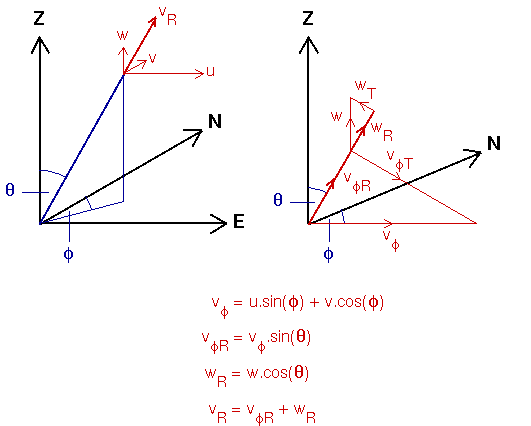 Z
v_R
w
v
u
N
θ
E
ϕ
Z
w_T
w
w_R
N
v_ϕT
v_ϕR
θ
v_ϕ
ϕ
v_ϕ = u.sin(ϕ) + v.cos(ϕ)
v_ϕR = v_ϕ.sin(θ)
w_R = w.cos(θ)
v_R = v_ϕR + w_R